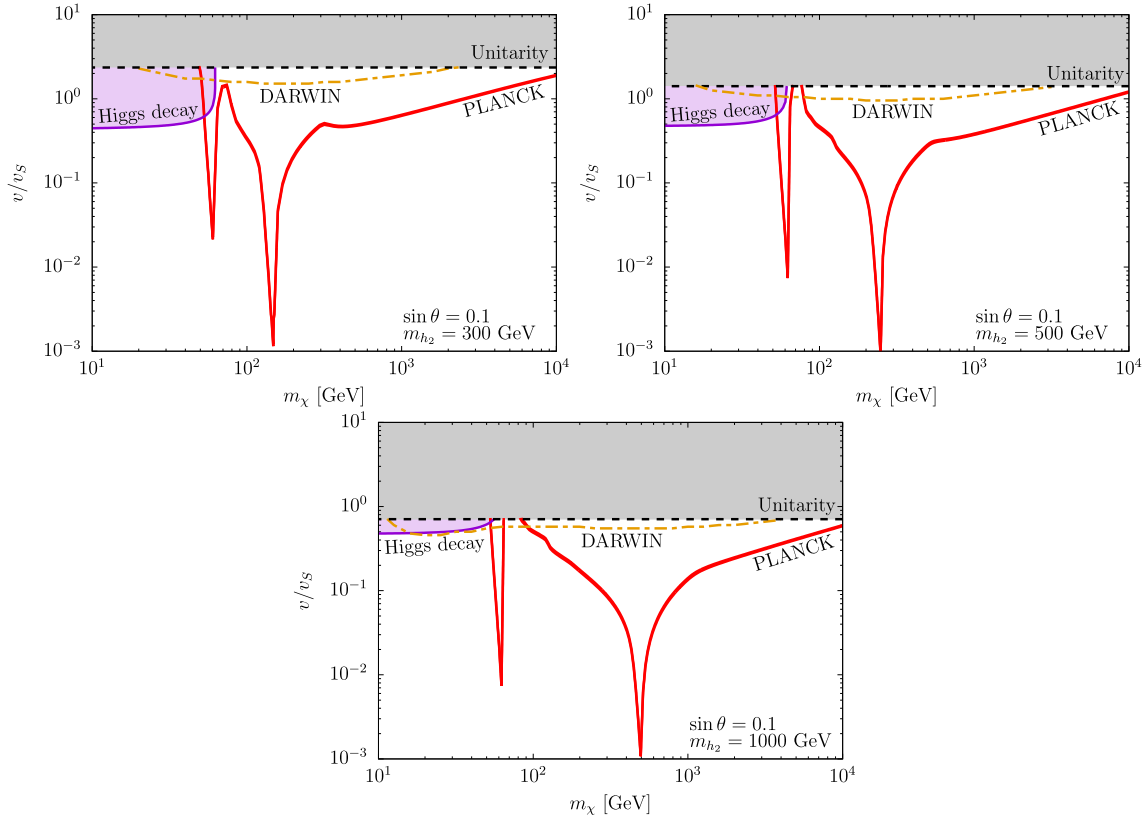 10^1
Unitarity
10^0
Higgs decay
DARWIN
PLANCK
v/v_S
10^-1
10^-2
sin θ = 0.1
m_h₂ = 300 GeV
10^-3
10^1 10^2 10^3 10^4
m_χ [GeV]
10^1
Unitarity
10^0
Higgs decay
DARWIN
PLANCK
v/v_S
10^-1
10^-2
sin θ = 0.1
m_h₂ = 500 GeV
10^-3
10^1 10^2 10^3 10^4
m_χ [GeV]
10^1
Unitarity
10^0
Higgs decay
DARWIN
PLANCK
v/v_S
10^-1
10^-2
sin θ = 0.1
m_h₂ = 1000 GeV
10^-3
10^1 10^2 10^3 10^4
m_χ [GeV]